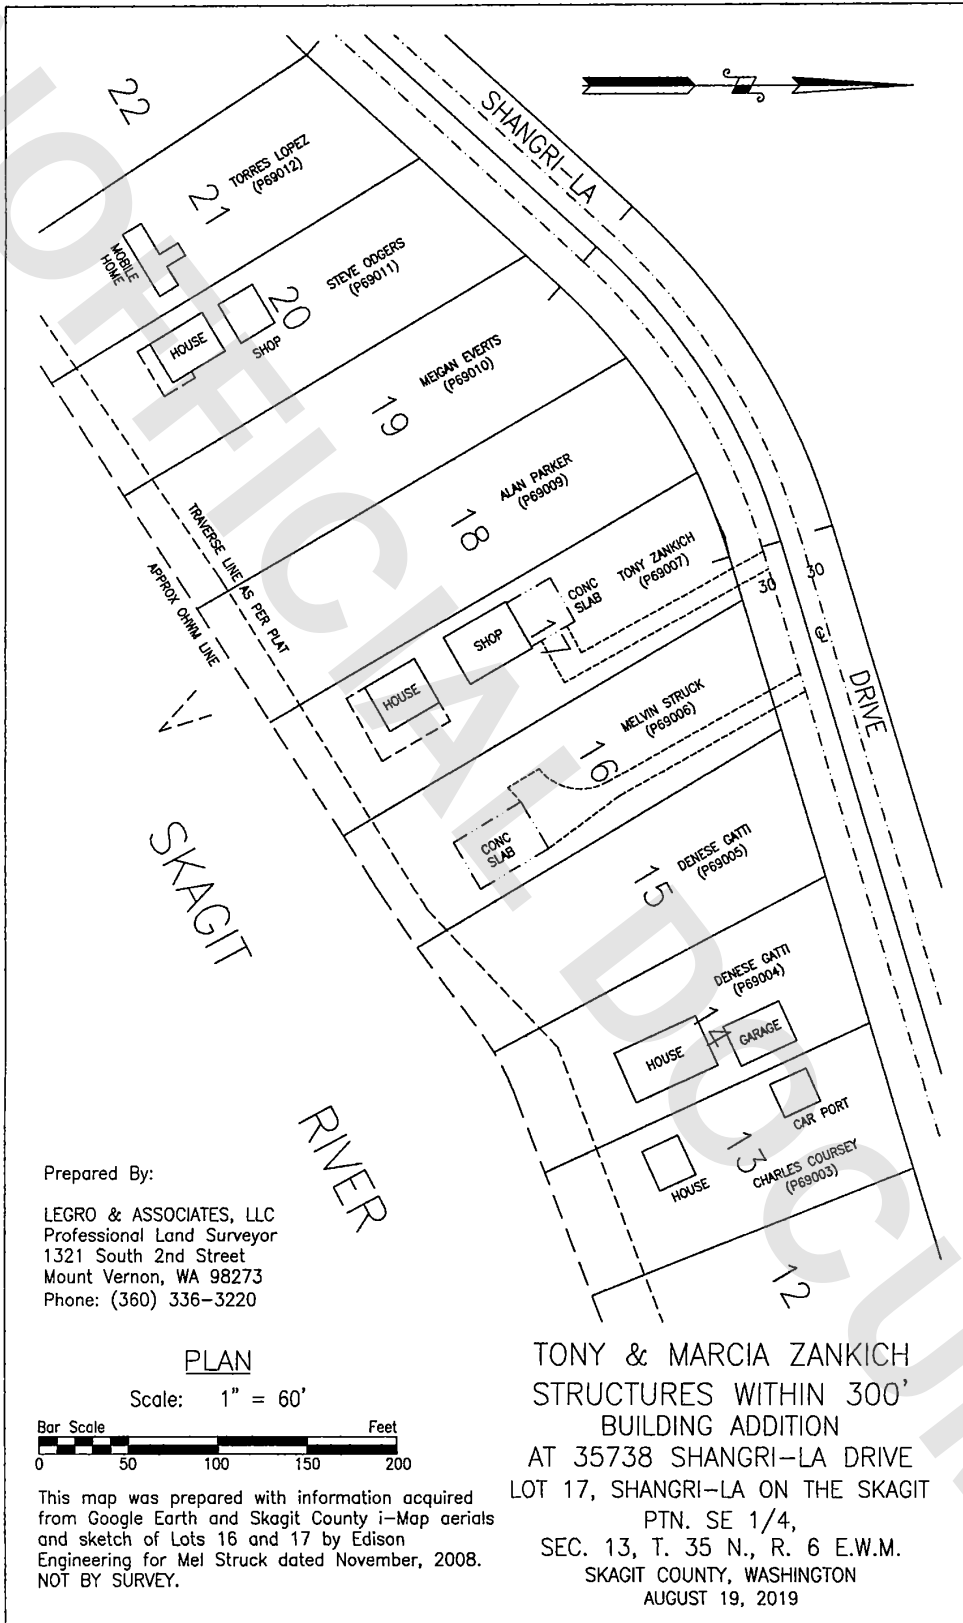 22
SHANGRI-LA
TORRES LOPEZ
(P69012)
21
MOBILE
HOME
STEVE ODGERS
(P69011)
20
HOUSE
SHOP
MEIGAN EVERTS
(P69010)
19
ALAN PARKER
(P69009)
18
TRAVERSE LINE AS PER PLAT
APPROX OHWM LINE
TONY ZANKICH
(P69007)
CONC
SLAB
30
30
SHOP
17
HOUSE
℄
DRIVE
MELVIN STRUCK
(P69006)
16
CONC
SLAB
DENESE GATTI
(P69005)
15
SKAGIT
RIVER
DENESE GATTI
(P69004)
14
HOUSE
GARAGE
CAR PORT
13
HOUSE
CHARLES COURSEY
(P69003)
12
Prepared By:
LEGRO & ASSOCIATES, LLC
Professional Land Surveyor
1321 South 2nd Street
Mount Vernon, WA 98273
Phone: (360) 336-3220
PLAN
Scale: 1" = 60'
Bar Scale Feet
0 50 100 150 200
This map was prepared with information acquired
from Google Earth and Skagit County i-Map aerials
and sketch of Lots 16 and 17 by Edison
Engineering for Mel Struck dated November, 2008.
NOT BY SURVEY.
TONY & MARCIA ZANKICH
STRUCTURES WITHIN 300'
BUILDING ADDITION
AT 35738 SHANGRI-LA DRIVE
LOT 17, SHANGRI-LA ON THE SKAGIT
PTN. SE 1/4,
SEC. 13, T. 35 N., R. 6 E.W.M.
SKAGIT COUNTY, WASHINGTON
AUGUST 19, 2019
OFFICIAL DOCUM